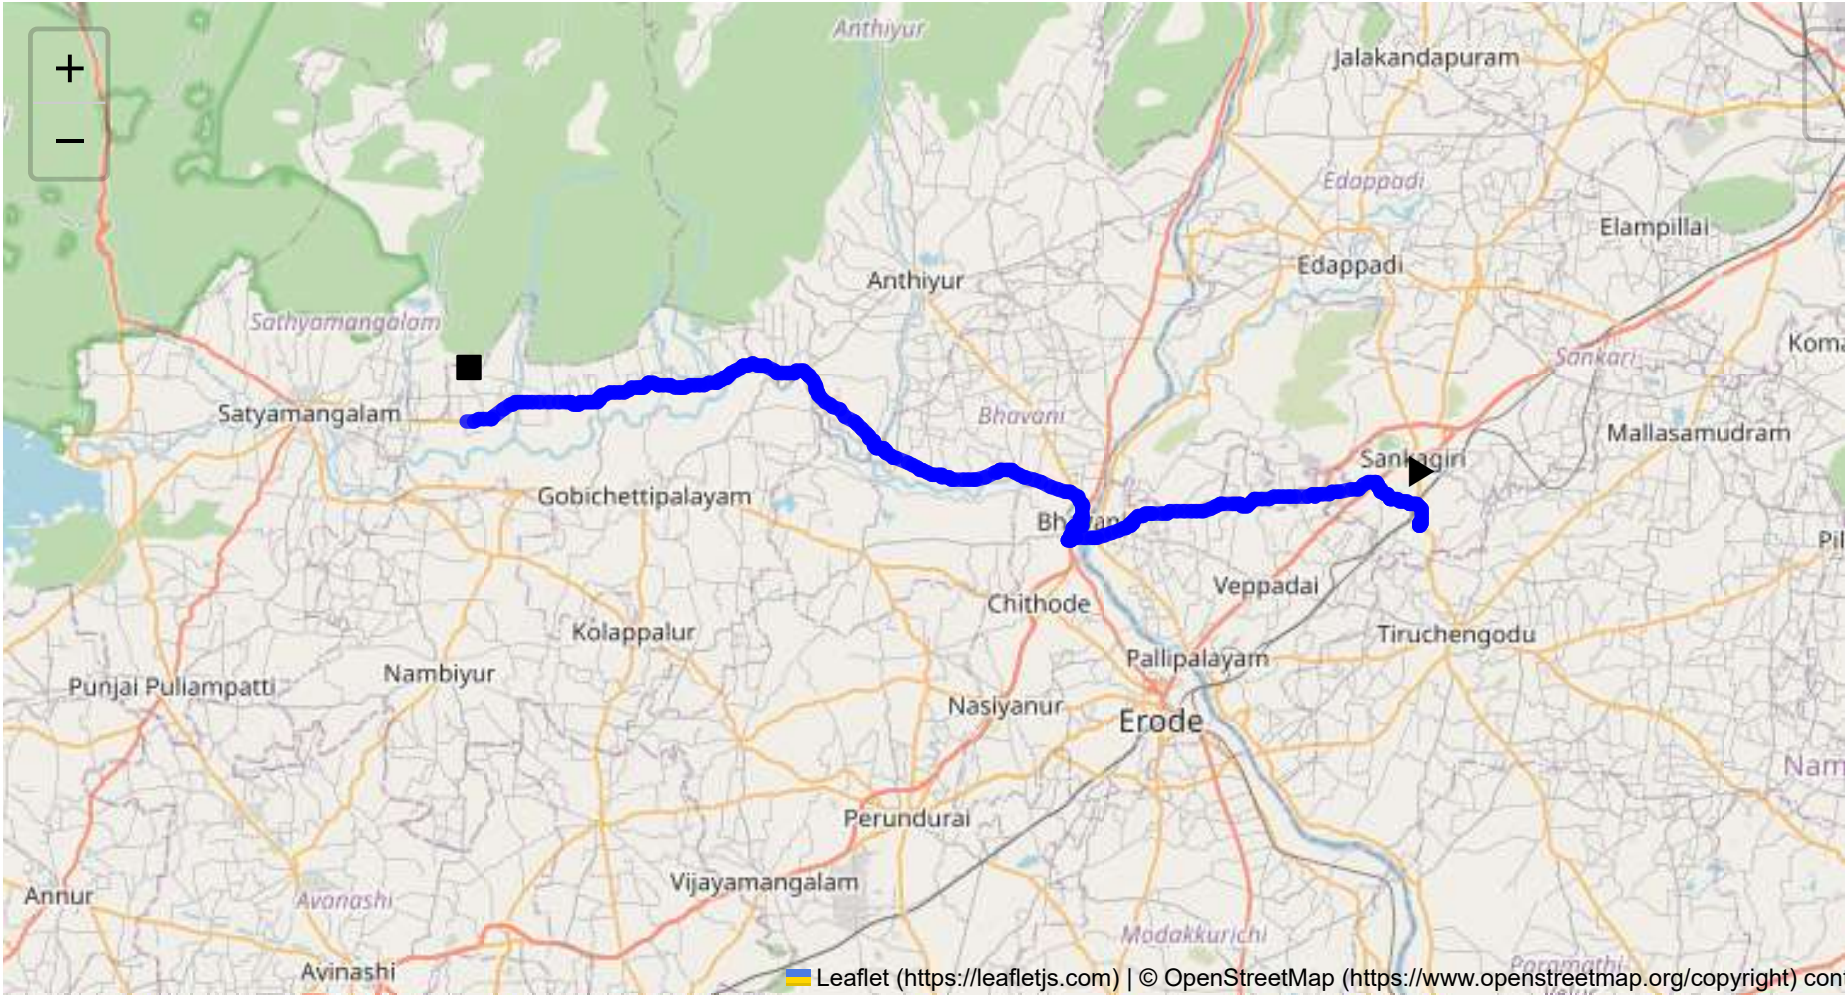 Anthiyur
+
Jalakandapuram
−
Edappadi
Elampillai
Edappadi
Anthiyur
Sathyamangalam
Sankari
Satyamangalam
Bhavani
Mallasamudram
Sankagiri
Gobichettipalayam
Veppadai
Chithode
Kolappalur
Tiruchengodu
Pallipalayam
Nambiyur
Punjai Puliampatti
Nasiyanur
Erode
Perundurai
Vijayamangalam
Annur
Avanashi
Modakkurichi
Paramathi
Avinashi
Leaflet (https://leafletjs.com) | © OpenStreetMap (https://www.openstreetmap.org/copyright) con